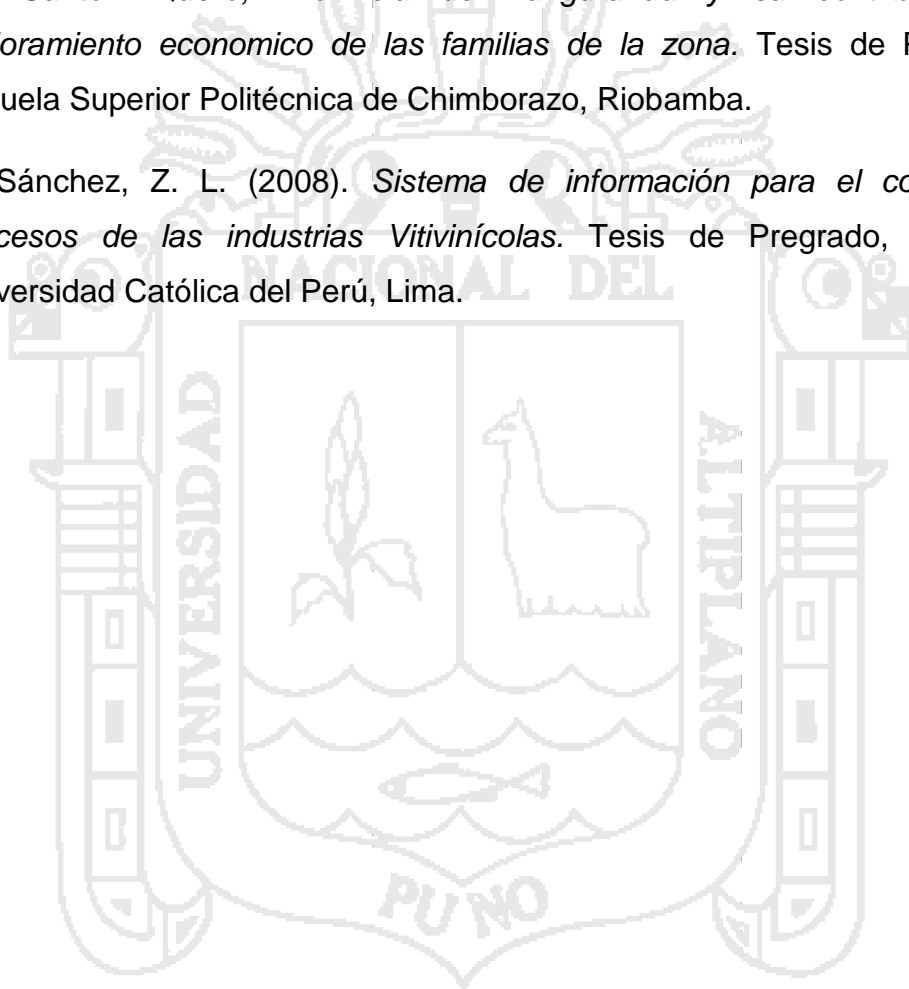 oramiento economico de las familias de la zona. Tesis de
uela Superior Politécnica de Chimborazo, Riobamba.
Sánchez, Z. L. (2008). Sistema de información para el co
cesos de las industrias Vitivinícolas. Tesis de Pregrado,
versidad Católica del Perú, Lima.
UNIVERSIDAD
NACIONAL DEL
ALTIPLANO
PUNO